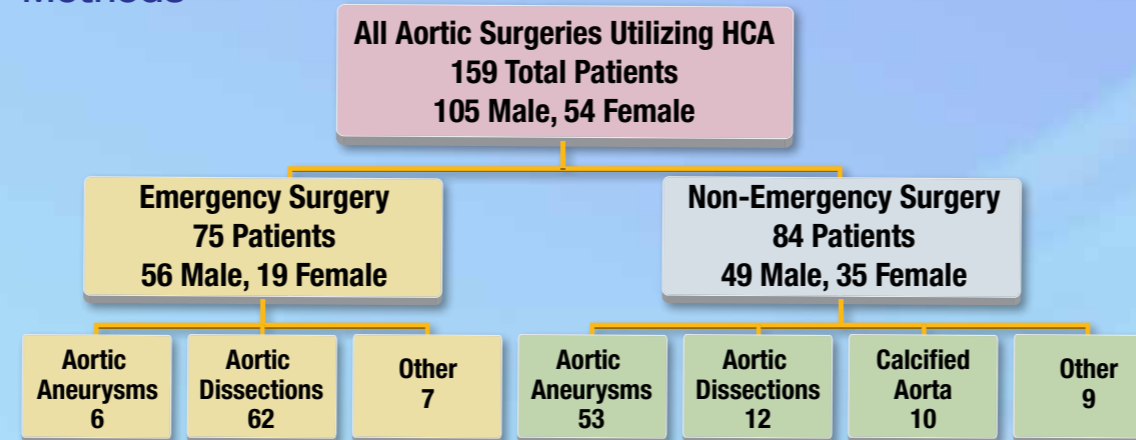 Methods
All Aortic Surgeries Utilizing HCA
159 Total Patients
105 Male, 54 Female
Emergency Surgery
75 Patients
56 Male, 19 Female
Non-Emergency Surgery
84 Patients
49 Male, 35 Female
Aortic
Aneurysms
6
Aortic
Dissections
62
Other
7
Aortic
Aneurysms
53
Aortic
Dissections
12
Calcified
Aorta
10
Other
9